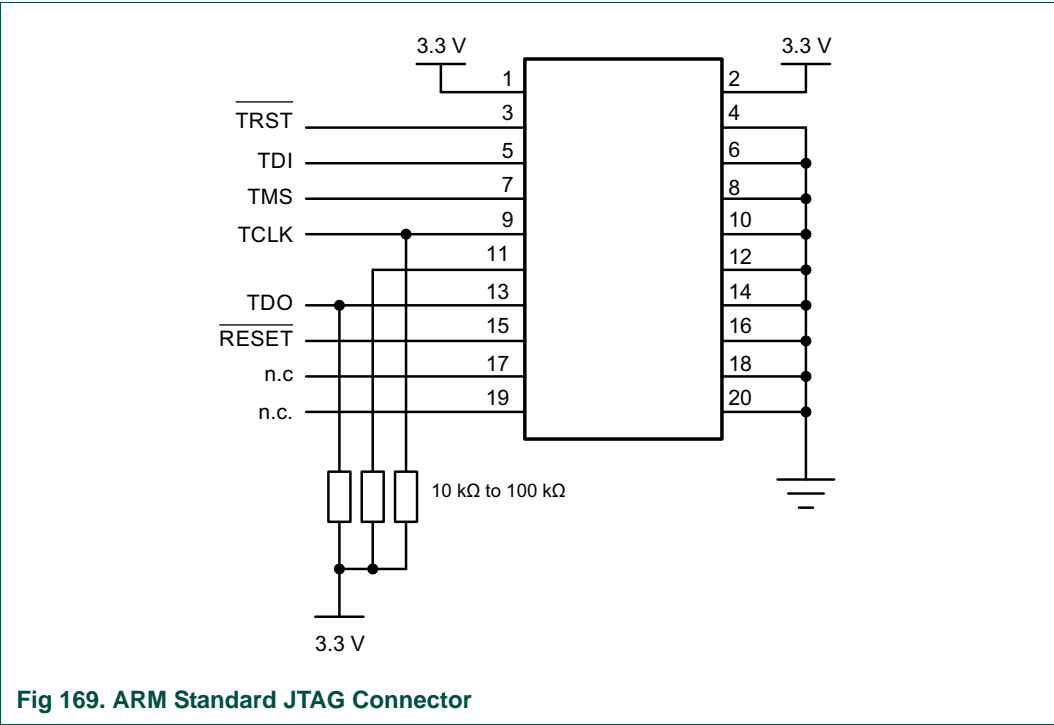 3.3 V 3.3 V
1 2
TRST 3 4
TDI 5 6
TMS 7 8
TCLK 9 10
11 12
TDO 13 14
RESET 15 16
n.c 17 18
n.c. 19 20
10 kΩ to 100 kΩ
3.3 V
Fig 169. ARM Standard JTAG Connector